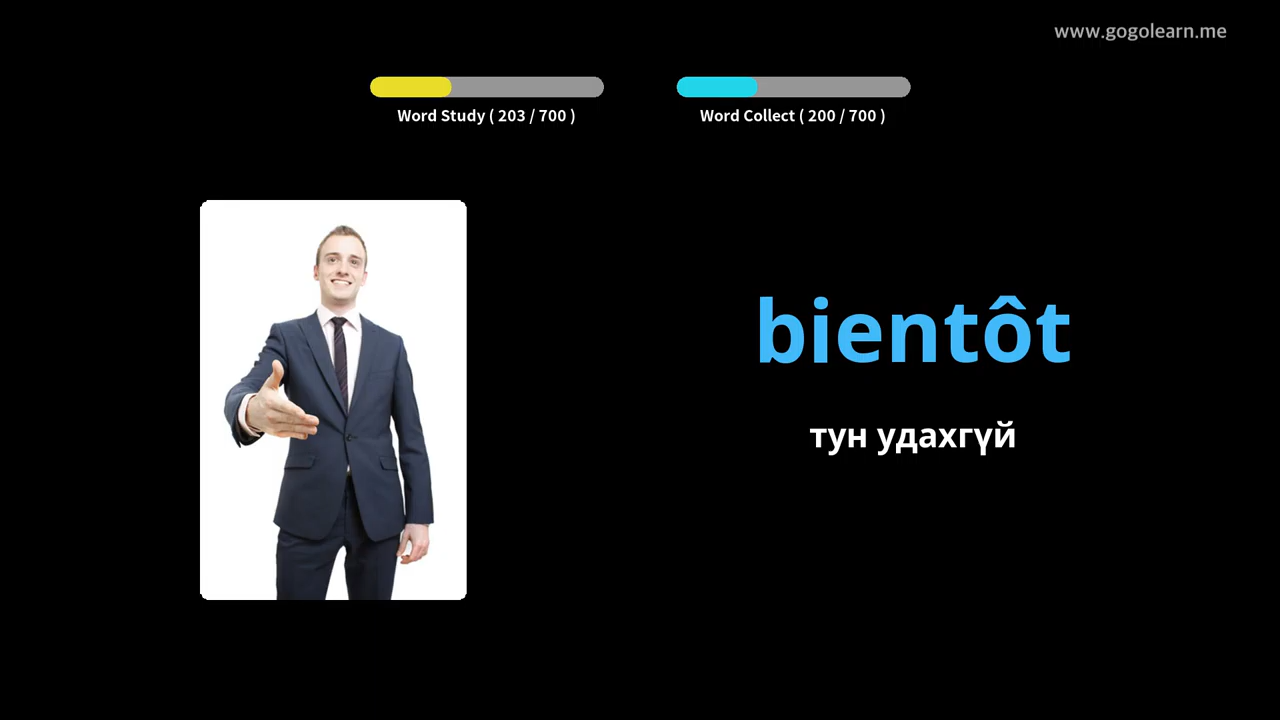 www.gogolearn.me
Word Study ( 203 / 700 )
Word Collect ( 200 / 700 )
bientôt
тун удахгүй